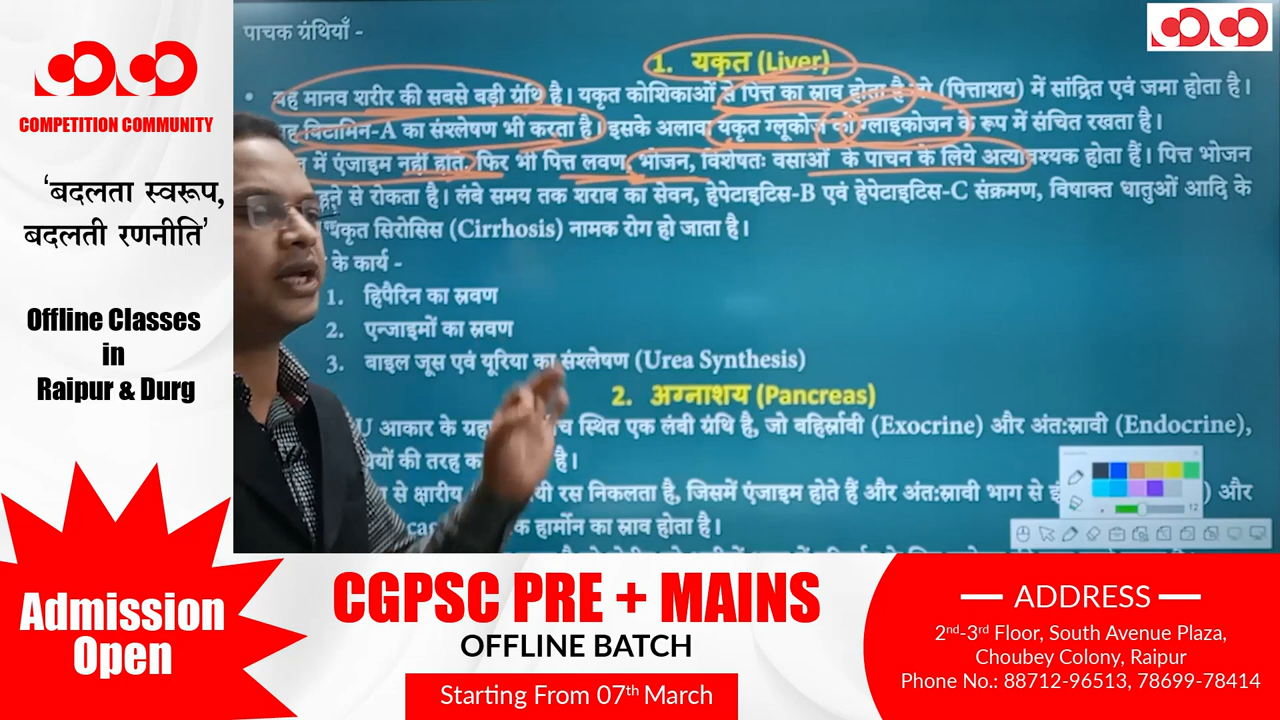 COMPETITION COMMUNITY
‘बदलता स्वरूप,
बदलती रणनीति’
Offline Classes
in
Raipur & Durg
Admission
Open
पाचक ग्रंथियाँ -
1. यकृत (Liver)
• यह मानव शरीर की सबसे बड़ी ग्रंथि है। यकृत कोशिकाओं से पित्त का स्राव होता है (पित्ताशय) में सांद्रित एवं जमा होता है।
विटामिन-A का संश्लेषण भी करता है। इसके अलावा यकृत ग्लूकोज को ग्लाइकोजन के रूप में संचित रखता है।
में एंजाइम नहीं होते, फिर भी पित्त लवण, भोजन, विशेषतः वसाओं के पाचन के लिये अत्यावश्यक होता हैं। पित्त भोजन
से रोकता है। लंबे समय तक शराब का सेवन, हेपेटाइटिस-B एवं हेपेटाइटिस-C संक्रमण, विषाक्त धातुओं आदि के
यकृत सिरोसिस (Cirrhosis) नामक रोग हो जाता है।
के कार्य -
1. हिपैरिन का स्रवण
2. एन्जाइमों का स्रवण
3. बाइल जूस एवं यूरिया का संश्लेषण (Urea Synthesis)
2. अग्नाशय (Pancreas)
U आकार के स्थित एक लंबी ग्रंथि है, जो वहिर्स्रावी (Exocrine) और अंत:स्रावी (Endocrine),
की तरह है।
से क्षारीय रस निकलता है, जिसमें एंजाइम होते हैं और अंत:स्रावी भाग से और
हार्मोन का स्राव होता है।
12
CGPSC PRE + MAINS
OFFLINE BATCH
Starting From 07th March
ADDRESS
2nd-3rd Floor, South Avenue Plaza,
Choubey Colony, Raipur
Phone No.: 88712-96513, 78699-78414